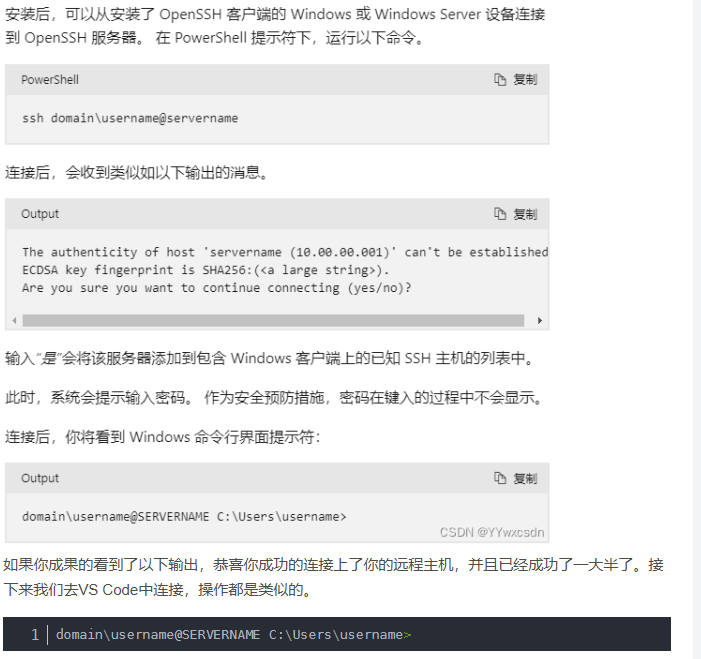 安装后，可以从安装了 OpenSSH 客户端的 Windows 或 Windows Server 设备连接
到 OpenSSH 服务器。 在 PowerShell 提示符下，运行以下命令。
PowerShell 复制
ssh domain\username@servername
连接后，会收到类似如以下输出的消息。
Output 复制
The authenticity of host 'servername (10.00.00.001)' can't be established
ECDSA key fingerprint is SHA256:(<a large string>).
Are you sure you want to continue connecting (yes/no)?
输入“是”会将该服务器添加到包含 Windows 客户端上的已知 SSH 主机的列表中。
此时，系统会提示输入密码。 作为安全预防措施，密码在键入的过程中不会显示。
连接后，你将看到 Windows 命令行界面提示符：
Output 复制
domain\username@SERVERNAME C:\Users\username>
CSDN @YYwxcsdn
如果你成果的看到了以下输出，恭喜你成功的连接上了你的远程主机，并且已经成功了一大半了。接
下来我们去VS Code中连接，操作都是类似的。
1 domain\username@SERVERNAME C:\Users\username>